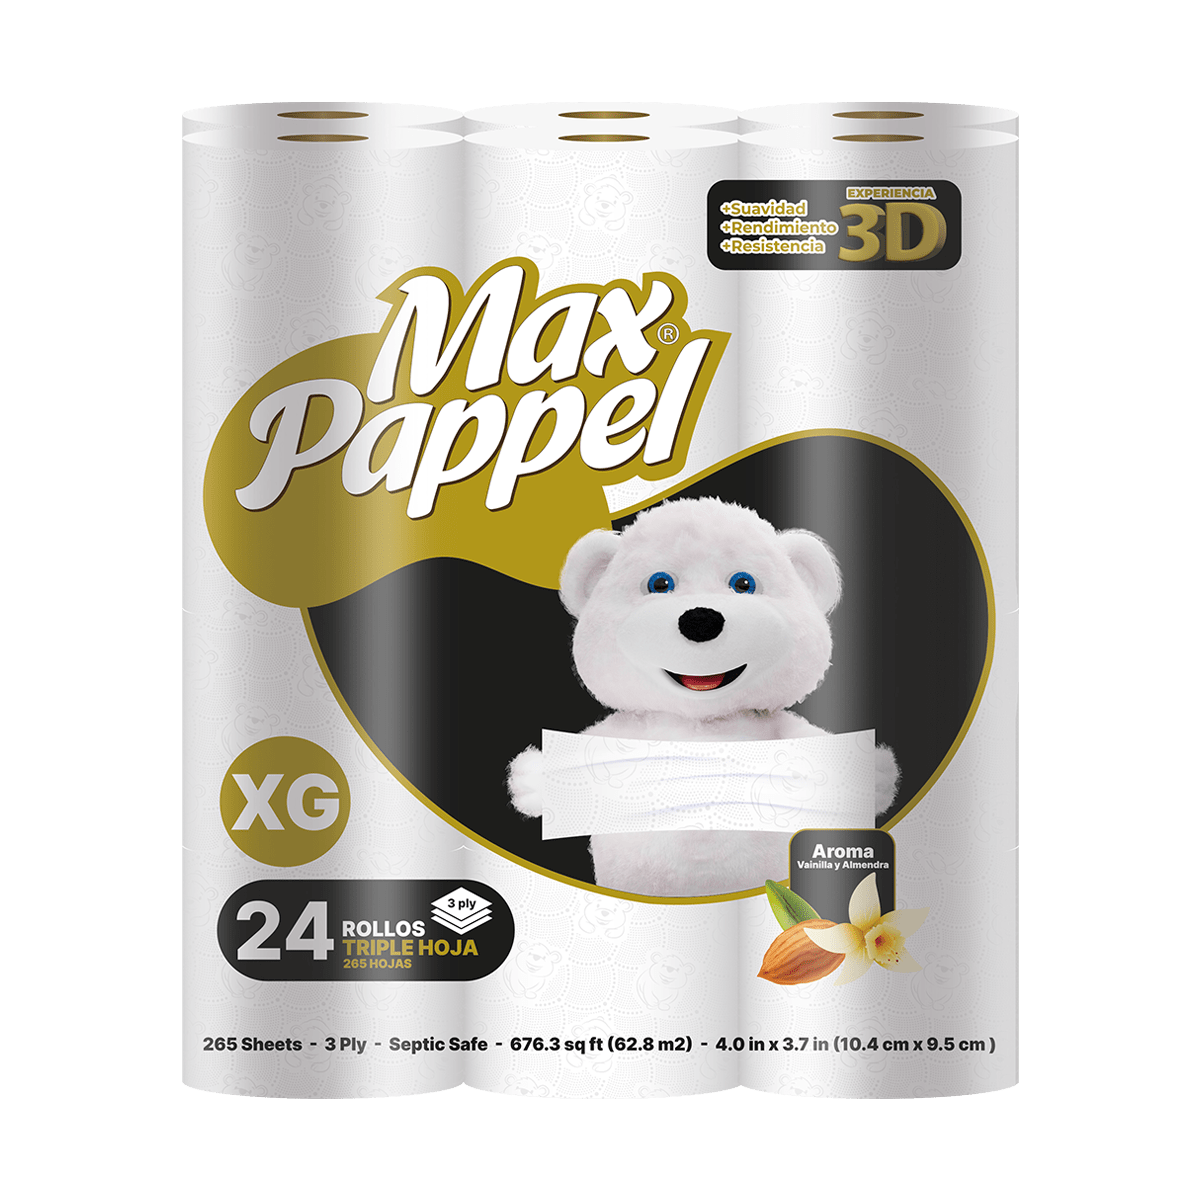 EXPERIENCIA
+Suavidad
+Rendimiento
+Resistencia
3D
Max®
Pappel
XG
24 ROLLOS
TRIPLE HOJA
265 HOJAS
3 ply
Aroma
Vainilla y Almendra
265 Sheets - 3 Ply - Septic Safe - 676.3 sq ft (62.8 m2) - 4.0 in x 3.7 in (10.4 cm x 9.5 cm )